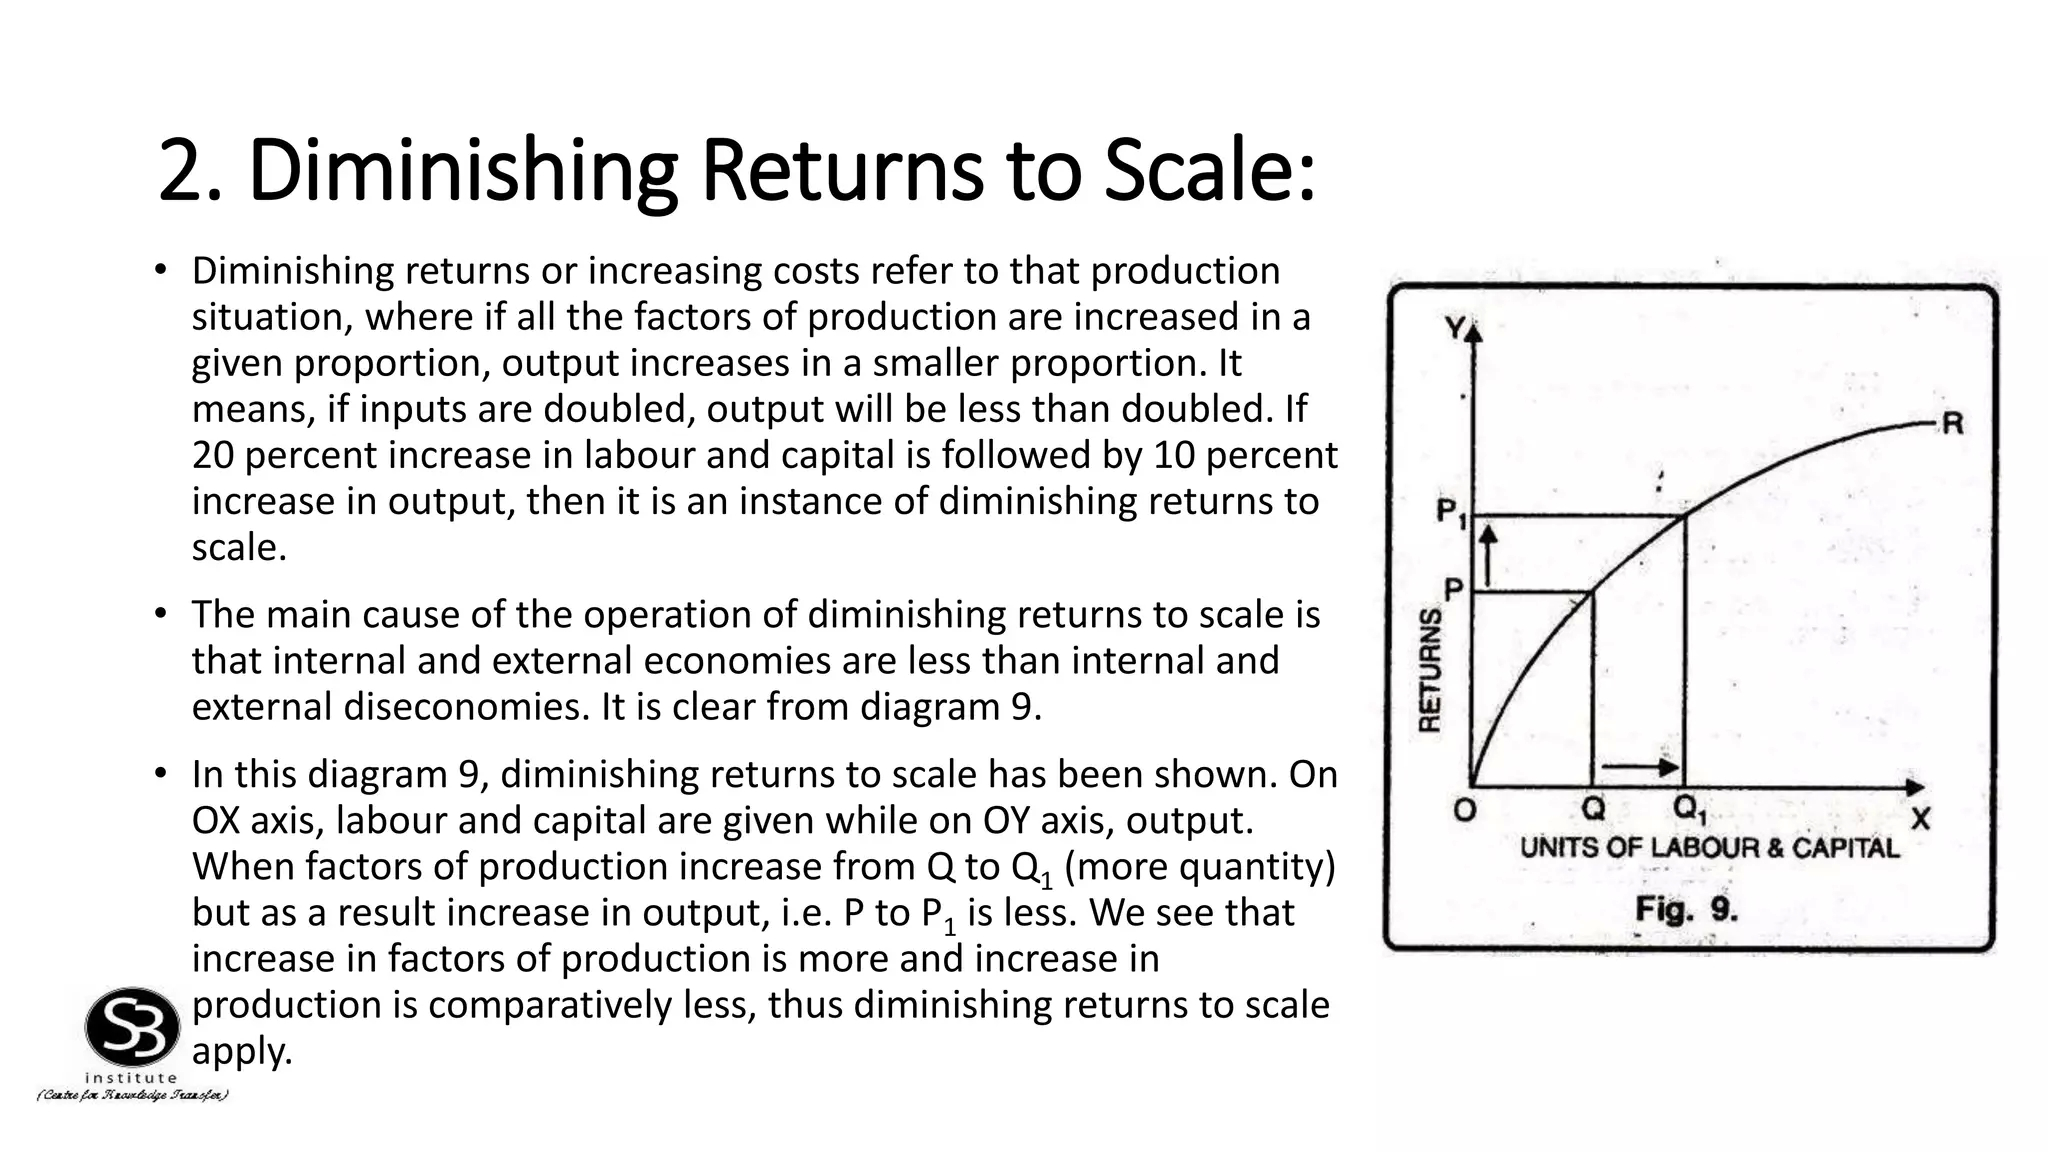 2. Diminishing Returns to Scale:
• Diminishing returns or increasing costs refer to that production
situation, where if all the factors of production are increased in a
given proportion, output increases in a smaller proportion. It
means, if inputs are doubled, output will be less than doubled. If
20 percent increase in labour and capital is followed by 10 percent
increase in output, then it is an instance of diminishing returns to
scale.
• The main cause of the operation of diminishing returns to scale is
that internal and external economies are less than internal and
external diseconomies. It is clear from diagram 9.
• In this diagram 9, diminishing returns to scale has been shown. On
OX axis, labour and capital are given while on OY axis, output.
When factors of production increase from Q to Q₁ (more quantity)
but as a result increase in output, i.e. P to P₁ is less. We see that
increase in factors of production is more and increase in
production is comparatively less, thus diminishing returns to scale
apply.
SB
institute
(Centre for Knowledge Transfer)
Y
R
P₁
P
RETURNS
O Q Q₁ X
UNITS OF LABOUR & CAPITAL
Fig. 9.